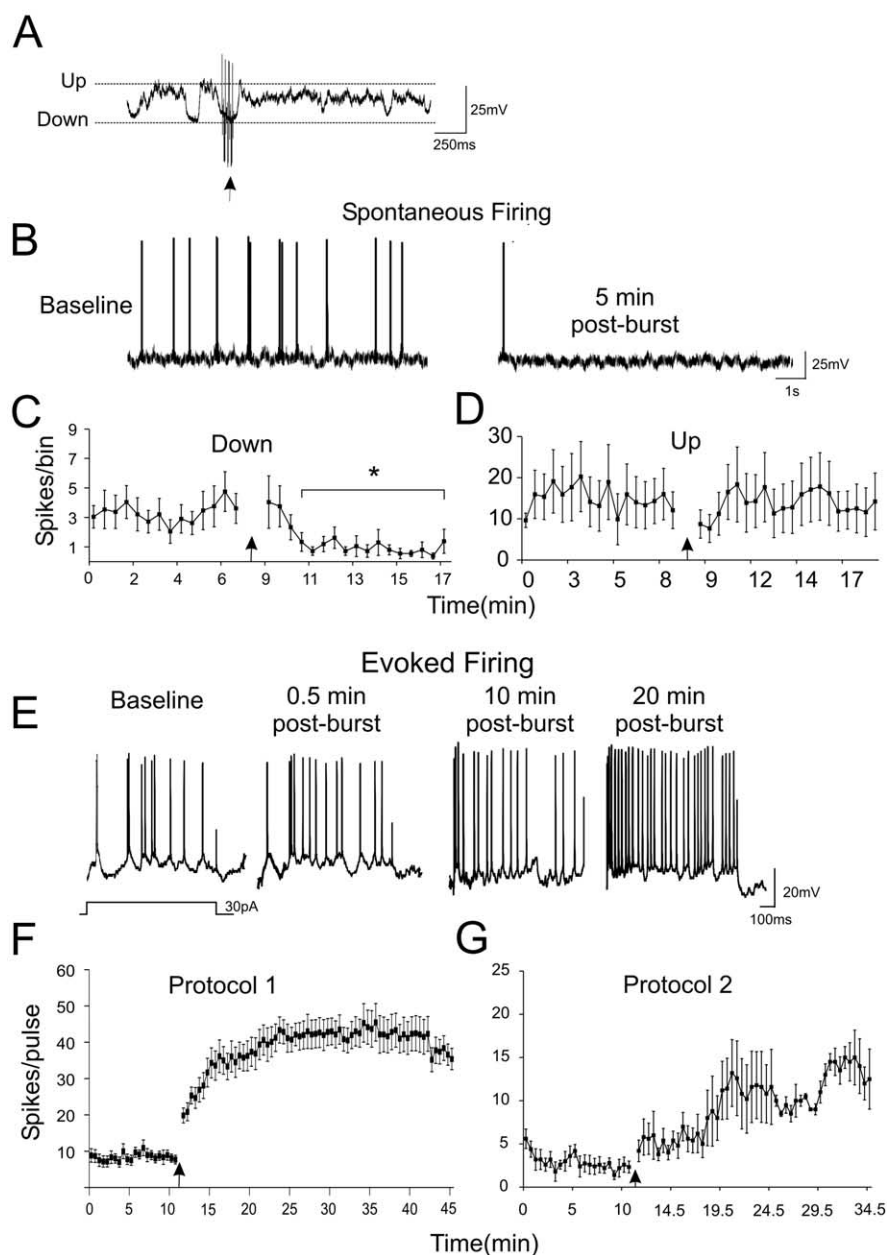 A
Up
Down
25mV
250ms
Spontaneous Firing
B
Baseline
5 min
post-burst
25mV
1s
C
Down
*
Spikes/bin
9
7
5
3
1
0 2 4 6 9 11 13 15 17
D
Up
30
20
10
0
0 3 5 8 9 12 14 17
Time(min)
Evoked Firing
E
Baseline
0.5 min
post-burst
10 min
post-burst
20 min
post-burst
30pA
20mV
100ms
F
Protocol 1
Spikes/pulse
60
50
40
30
20
10
0 5 10 15 20 25 30 35 40 45
G
Protocol 2
25
20
15
10
5
0
0 5 10 14.5 19.5 24.5 29.5 34.5
Time(min)